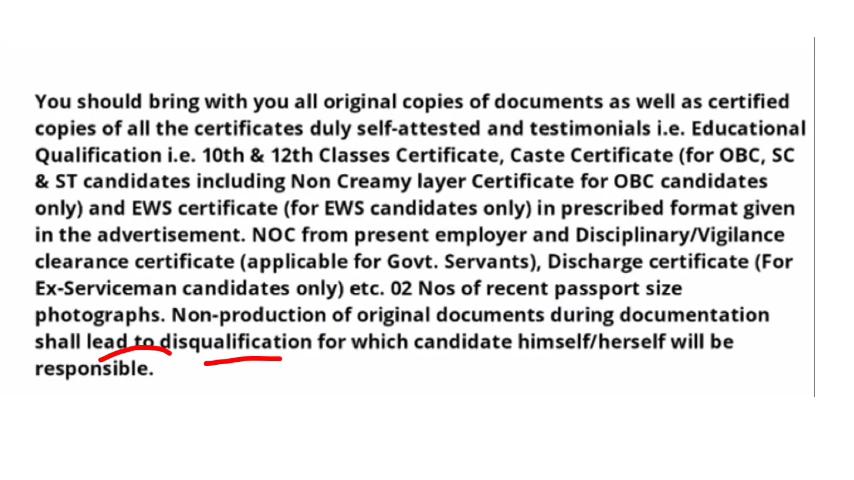 You should bring with you all original copies of documents as well as certified
copies of all the certificates duly self-attested and testimonials i.e. Educational
Qualification i.e. 10th & 12th Classes Certificate, Caste Certificate (for OBC, SC
& ST candidates including Non Creamy layer Certificate for OBC candidates
only) and EWS certificate (for EWS candidates only) in prescribed format given
in the advertisement. NOC from present employer and Disciplinary/Vigilance
clearance certificate (applicable for Govt. Servants), Discharge certificate (For
Ex-Serviceman candidates only) etc. 02 Nos of recent passport size
photographs. Non-production of original documents during documentation
shall lead to disqualification for which candidate himself/herself will be
responsible.